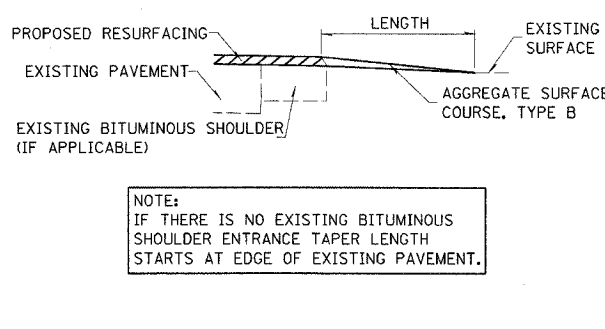 LENGTH
PROPOSED RESURFACING
EXISTING
SURFACE
EXISTING PAVEMENT
AGGREGATE SURFACE
COURSE. TYPE B
EXISTING BITUMINOUS SHOULDER
(IF APPLICABLE)
NOTE:
IF THERE IS NO EXISTING BITUMINOUS
SHOULDER ENTRANCE TAPER LENGTH
STARTS AT EDGE OF EXISTING PAVEMENT.